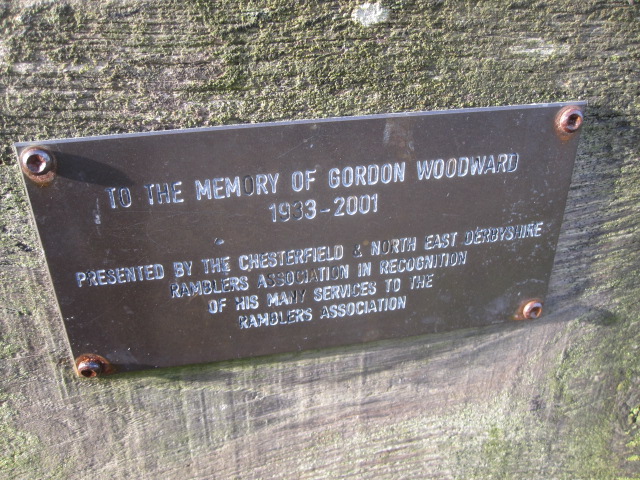 TO THE MEMORY OF GORDON WOODWARD
1933-2001
PRESENTED BY THE CHESTERFIELD & NORTH EAST DERBYSHIRE
RAMBLERS ASSOCIATION IN RECOGNITION
OF HIS MANY SERVICES TO THE
RAMBLERS ASSOCIATION